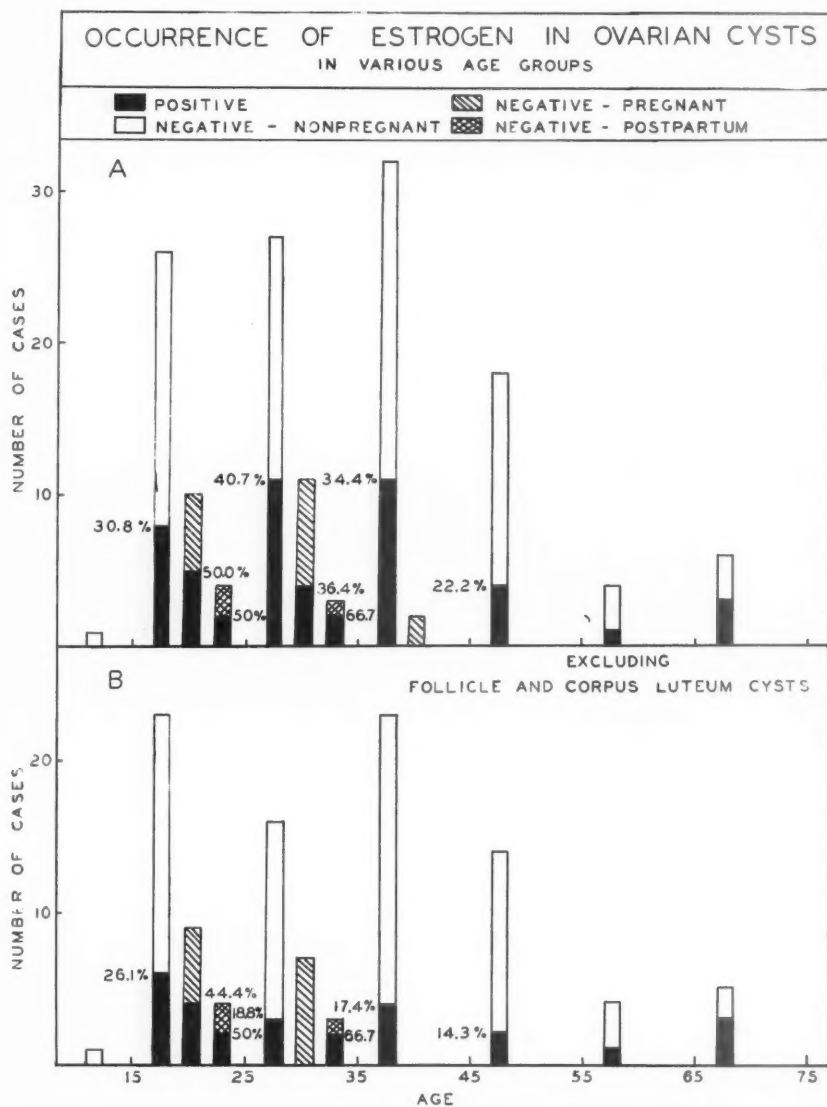 OCCURRENCE OF ESTROGEN IN OVARIAN CYSTS
IN VARIOUS AGE GROUPS
POSITIVE
NEGATIVE - PREGNANT
NEGATIVE - NONPREGNANT
NEGATIVE - POSTPARTUM
A
30
20
10
NUMBER OF CASES
30.8%
50.0%
50%
40.7%
36.4%
66.7
34.4%
22.2%
B
EXCLUDING
FOLLICLE AND CORPUS LUTEUM CYSTS
20
10
NUMBER OF CASES
26.1%
44.4%
18.8%
50%
17.4%
66.7
14.3%
15 25 35 45 55 65 75
AGE